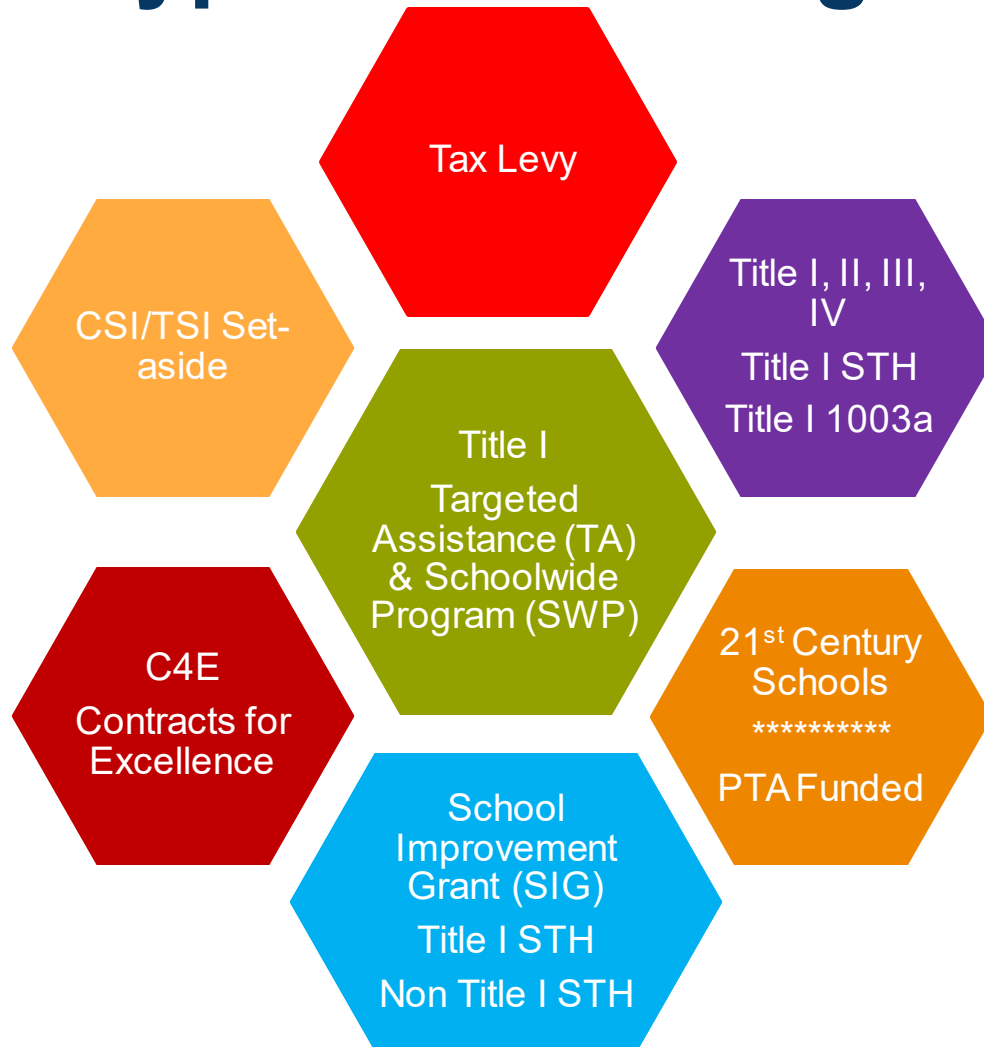 Tax Levy
CSI/TSI Set-
aside
Title I, II, III,
IV
Title I STH
Title I 1003a
Title I
Targeted
Assistance (TA)
& Schoolwide
Program (SWP)
C4E
Contracts for
Excellence
21st Century
Schools
**********
PTA Funded
School
Improvement
Grant (SIG)
Title I STH
Non Title I STH